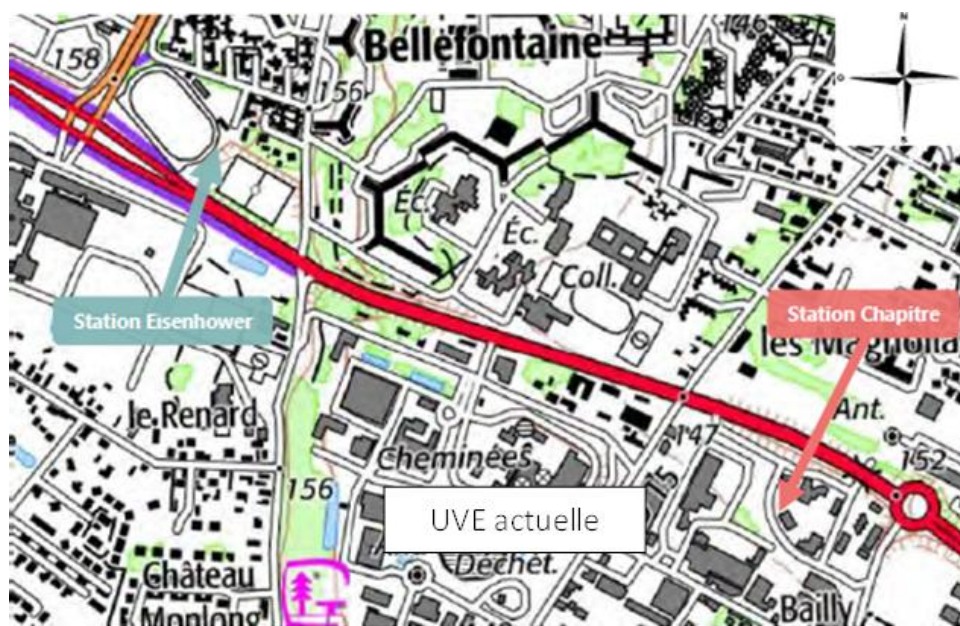 158
Bellefontaine
146
N
156
Éc.
Éc.
Coll.
Station Eisenhower
Station Chapitre
les Magnolia
le Renard
Ant.
147
Cheminées
152
156
UVE actuelle
Déchet.
Château
Monlong
Bailly